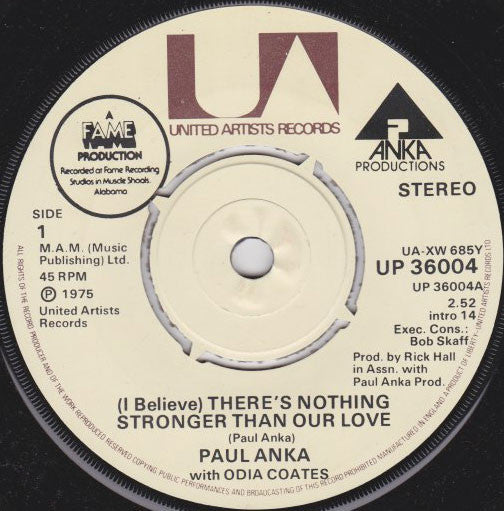 UA
UNITED ARTISTS RECORDS
A
FAME
PRODUCTION
Recorded at Fame Recording
Studios in Muscle Shoals,
Alabama
P
ANKA
PRODUCTIONS
STEREO
SIDE
1
M.A.M. (Music
Publishing) Ltd.
45 RPM
Ⓟ 1975
United Artists
Records
UA-XW 685Y
UP 36004
UP 36004A
2.52
intro 14
Exec. Cons.:
Bob Skaff
Prod. by Rick Hall
in Assn. with
Paul Anka Prod.
(I Believe) THERE'S NOTHING
STRONGER THAN OUR LOVE
(Paul Anka)
PAUL ANKA
with ODIA COATES
ALL RIGHTS OF THE RECORD PRODUCER AND OF THE OWNER OF THE WORK REPRODUCED RESERVED COPYING PUBLIC PERFORMANCES AND BROADCASTING OF THIS RECORD PROHIBITED MANUFACTURED IN ENGLAND A PRODUCT OF LIBERTY-UNITED ARTISTS RECORDS LTD